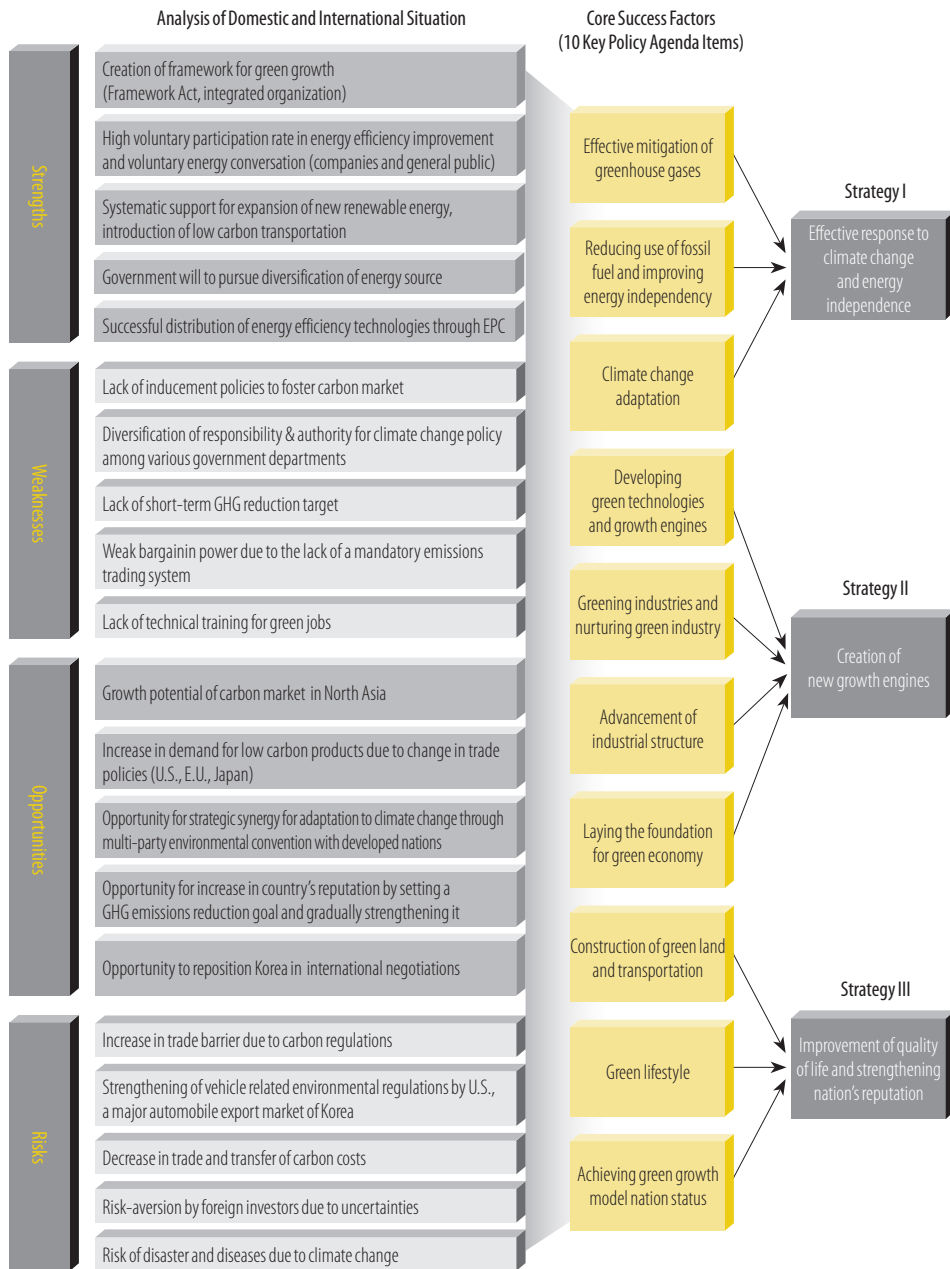 Analysis of Domestic and International Situation
Core Success Factors
(10 Key Policy Agenda Items)
Strengths
Creation of framework for green growth
(Framework Act, integrated organization)
High voluntary participation rate in energy efficiency improvement
and voluntary energy conversation (companies and general public)
Systematic support for expansion of new renewable energy,
introduction of low carbon transportation
Government will to pursue diversification of energy source
Successful distribution of energy efficiency technologies through EPC
Weaknesses
Lack of inducement policies to foster carbon market
Diversification of responsibility & authority for climate change policy
among various government departments
Lack of short-term GHG reduction target
Weak bargainin power due to the lack of a mandatory emissions
trading system
Lack of technical training for green jobs
Opportunities
Growth potential of carbon market in North Asia
Increase in demand for low carbon products due to change in trade
policies (U.S., E.U., Japan)
Opportunity for strategic synergy for adaptation to climate change through
multi-party environmental convention with developed nations
Opportunity for increase in country's reputation by setting a
GHG emissions reduction goal and gradually strengthening it
Opportunity to reposition Korea in international negotiations
Risks
Increase in trade barrier due to carbon regulations
Strengthening of vehicle related environmental regulations by U.S.,
a major automobile export market of Korea
Decrease in trade and transfer of carbon costs
Risk-aversion by foreign investors due to uncertainties
Risk of disaster and diseases due to climate change
Effective mitigation of
greenhouse gases
Reducing use of fossil
fuel and improving
energy independency
Climate change
adaptation
Developing
green technologies
and growth engines
Greening industries and
nurturing green industry
Advancement of
industrial structure
Laying the foundation
for green economy
Construction of green land
and transportation
Green lifestyle
Achieving green growth
model nation status
Strategy I
Effective response to
climate change
and energy
independence
Strategy II
Creation of
new growth engines
Strategy III
Improvement of quality
of life and strengthening
nation's reputation